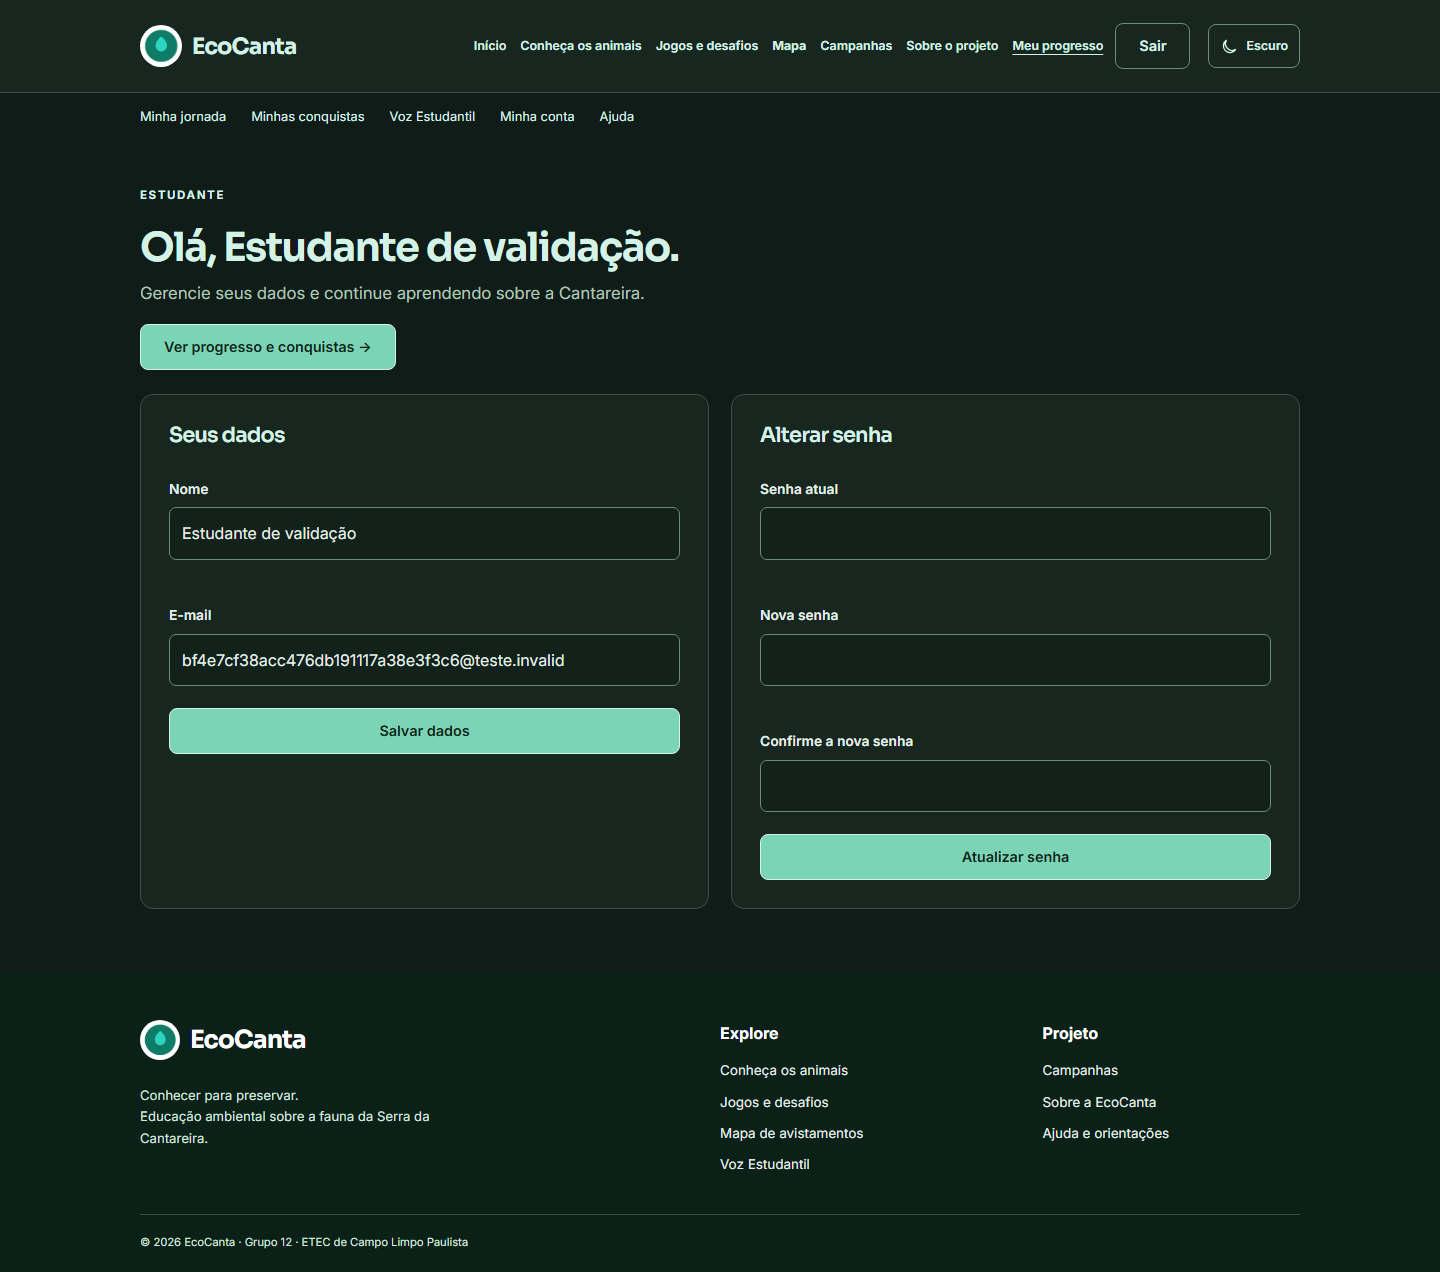 EcoCanta
Início Conheça os animais Jogos e desafios Mapa Campanhas Sobre o projeto Meu progresso Sair Escuro
Minha jornada Minhas conquistas Voz Estudantil Minha conta Ajuda
ESTUDANTE
Olá, Estudante de validação.
Gerencie seus dados e continue aprendendo sobre a Cantareira.
Ver progresso e conquistas →
Seus dados
Nome
Estudante de validação
E-mail
bf4e7cf38acc476db191117a38e3f3c6@teste.invalid
Salvar dados
Alterar senha
Senha atual
Nova senha
Confirme a nova senha
Atualizar senha
EcoCanta
Conhecer para preservar.
Educação ambiental sobre a fauna da Serra da
Cantareira.
Explore
Conheça os animais
Jogos e desafios
Mapa de avistamentos
Voz Estudantil
Projeto
Campanhas
Sobre a EcoCanta
Ajuda e orientações
© 2026 EcoCanta · Grupo 12 · ETEC de Campo Limpo Paulista